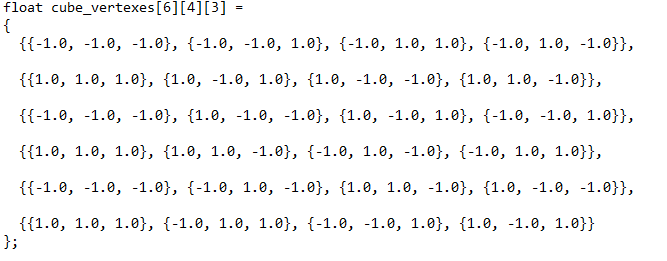 float cube_vertexes[6][4][3] =
{
{{-1.0, -1.0, -1.0}, {-1.0, -1.0, 1.0}, {-1.0, 1.0, 1.0}, {-1.0, 1.0, -1.0}},
{{1.0, 1.0, 1.0}, {1.0, -1.0, 1.0}, {1.0, -1.0, -1.0}, {1.0, 1.0, -1.0}},
{{-1.0, -1.0, -1.0}, {1.0, -1.0, -1.0}, {1.0, -1.0, 1.0}, {-1.0, -1.0, 1.0}},
{{1.0, 1.0, 1.0}, {1.0, 1.0, -1.0}, {-1.0, 1.0, -1.0}, {-1.0, 1.0, 1.0}},
{{-1.0, -1.0, -1.0}, {-1.0, 1.0, -1.0}, {1.0, 1.0, -1.0}, {1.0, -1.0, -1.0}},
{{1.0, 1.0, 1.0}, {-1.0, 1.0, 1.0}, {-1.0, -1.0, 1.0}, {1.0, -1.0, 1.0}}
};